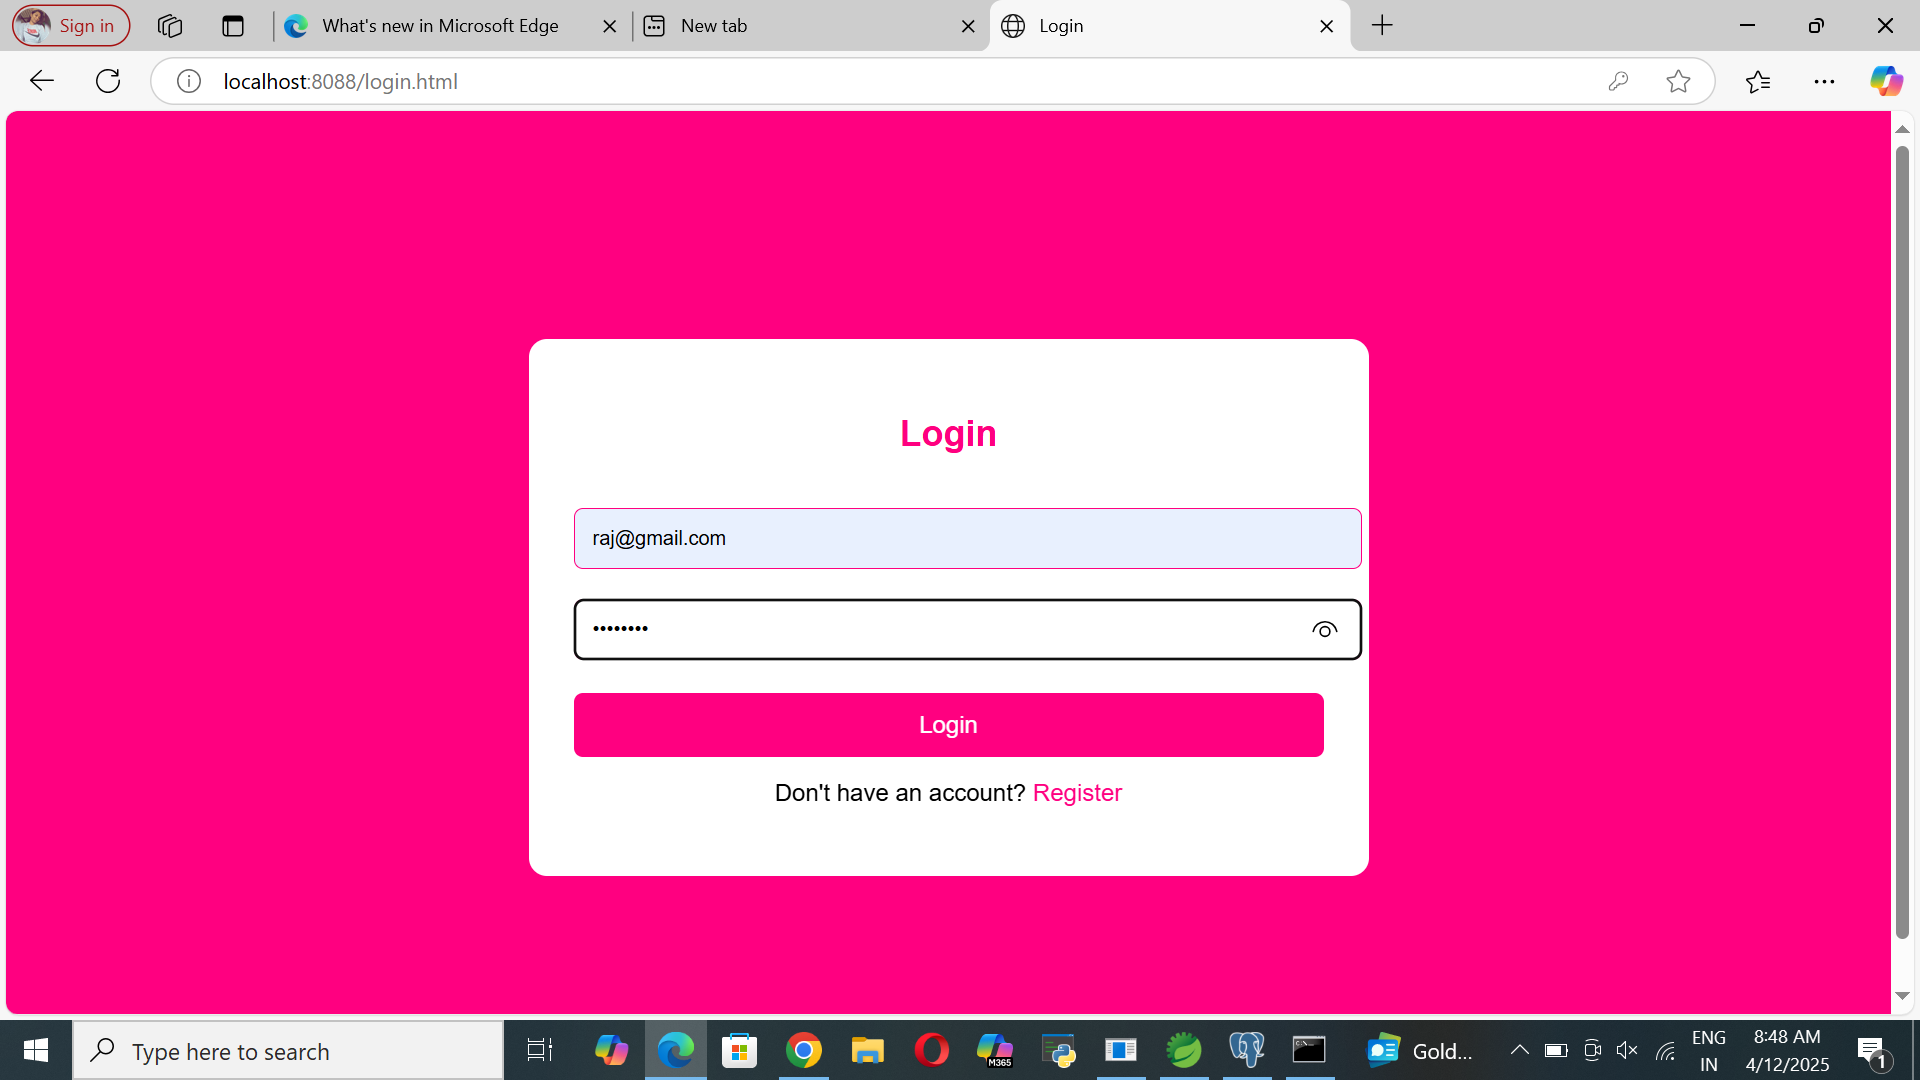 Sign in
What's new in Microsoft Edge
New tab
Login
localhost:8088/login.html
Login
raj@gmail.com
••••••••
Login
Don't have an account? Register
Type here to search
M365
Gold...
ENG
IN
8:48 AM
4/12/2025
1